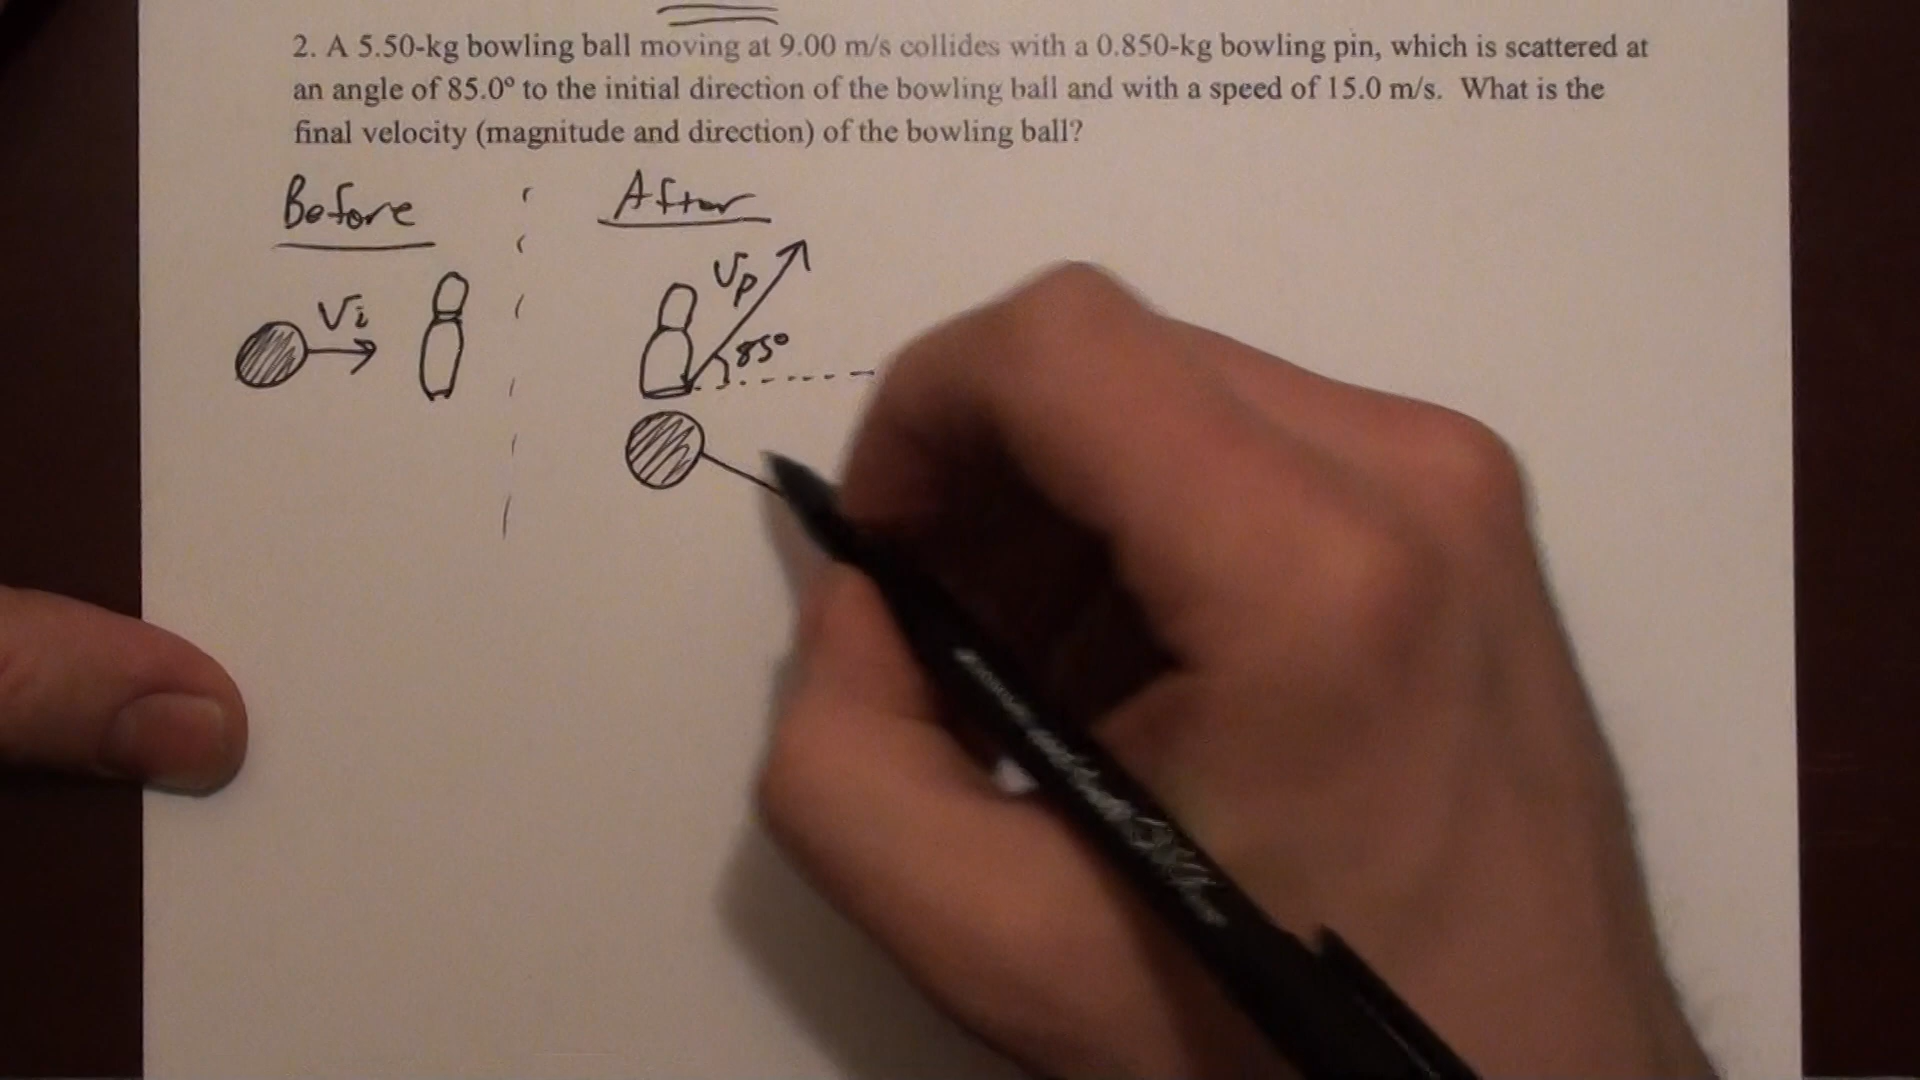 2. A 5.50-kg bowling ball moving at 9.00 m/s collides with a 0.850-kg bowling pin, which is scattered at
an angle of 85.0º to the initial direction of the bowling ball and with a speed of 15.0 m/s. What is the
final velocity (magnitude and direction) of the bowling ball?
Before After
Vi
Vp
85°